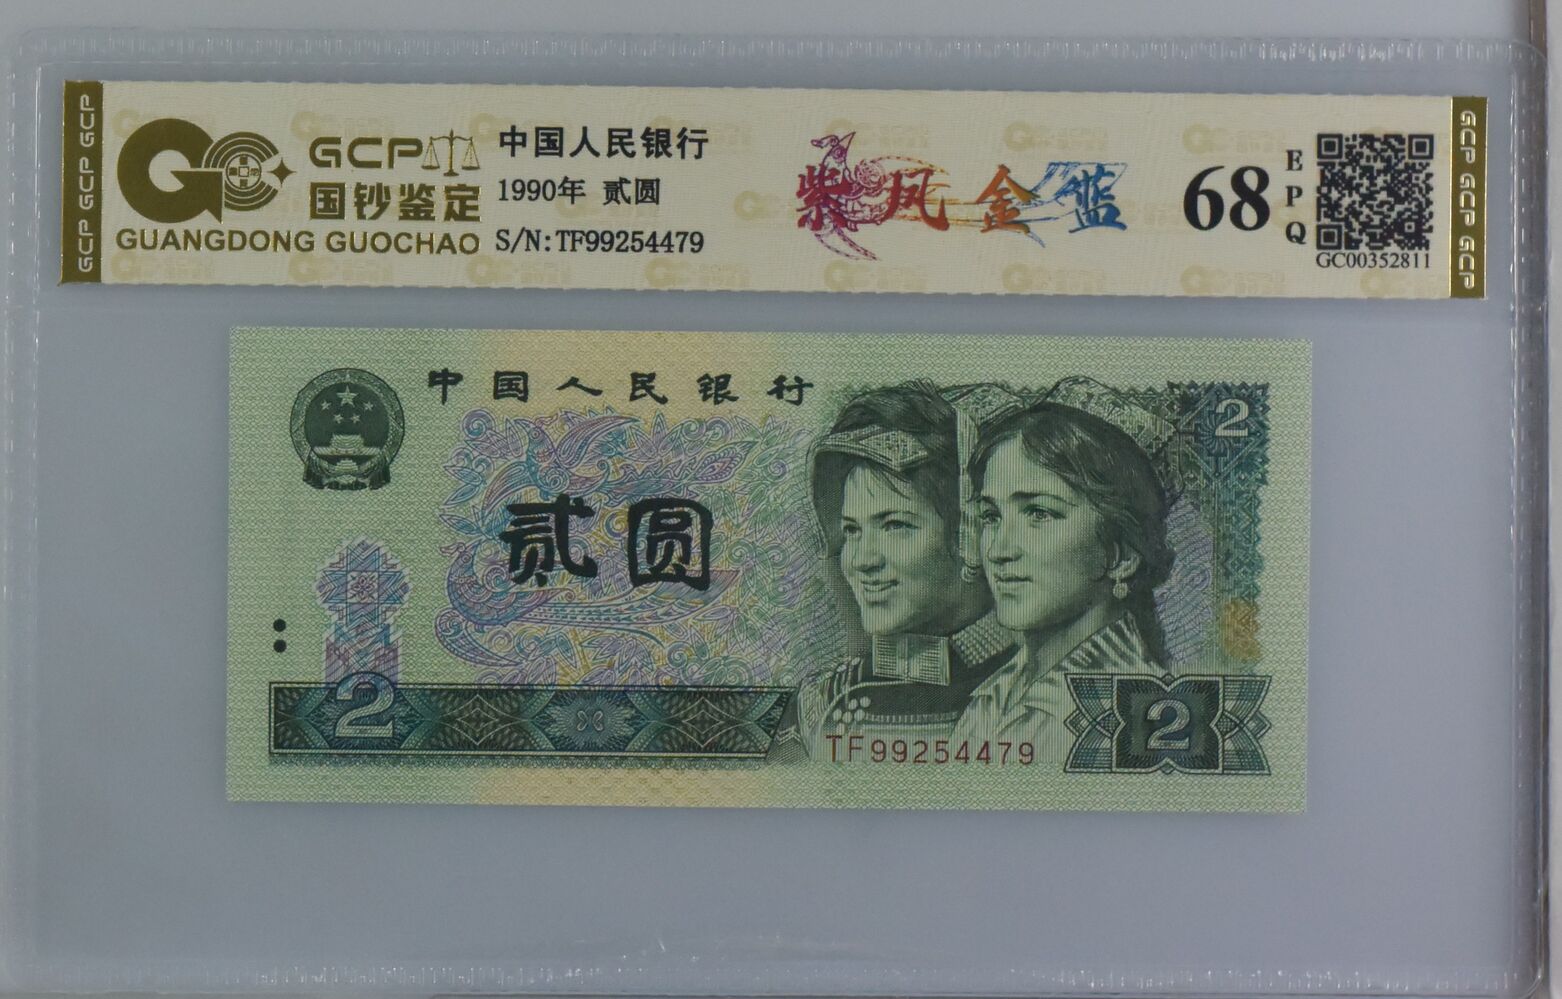 GCP GCP GCP
GCP
国钞鉴定
GUANGDONG GUOCHAO
中国人民银行
1990年 贰圆
S/N:TF99254479
紫凤金蓝
68
EPQ
GC00352811
GCP GCP GCP
中国人民银行
2
贰圆
2
TF99254479
2